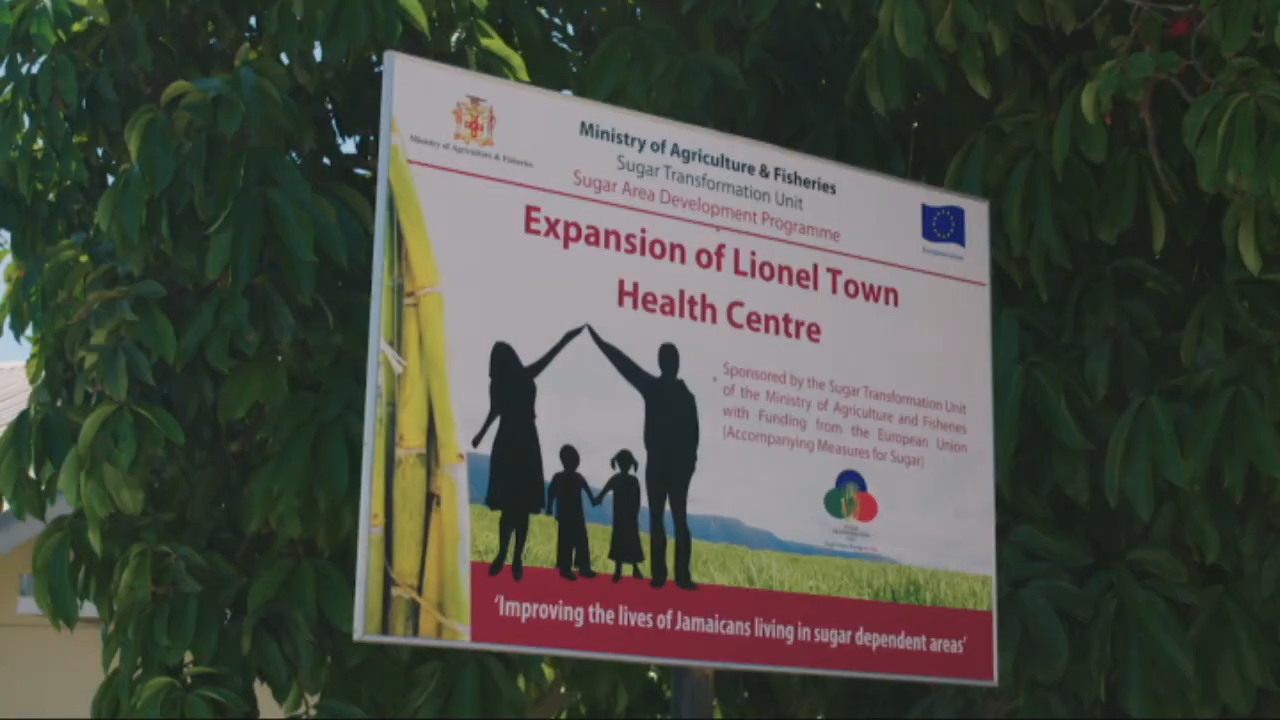 Ministry of Agriculture & Fisheries
Ministry of Agriculture & Fisheries
Sugar Transformation Unit
Sugar Area Development Programme
Expansion of Lionel Town
Health Centre
Sponsored by the Sugar Transformation Unit
of the Ministry of Agriculture and Fisheries
with Funding from the European Union
(Accompanying Measures for Sugar)
'Improving the lives of Jamaicans living in sugar dependent areas'